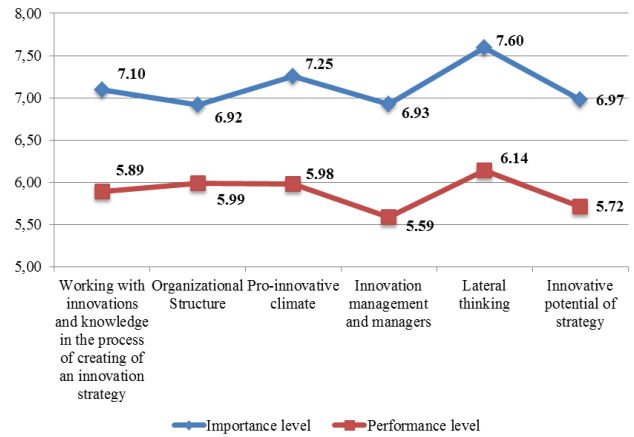 8,00
7,50
7,00
6,50
6,00
5,50
5,00
7.10
6.92
7.25
6.93
7.60
6.97
5.89
5.99
5.98
5.59
6.14
5.72
Working with
innovations
and knowledge
in the process
of creating of
an innovation
strategy
Organizational
Structure
Pro-innovative
climate
Innovation
management
and managers
Lateral
thinking
Innovative
potential of
strategy
Importance level
Performance level